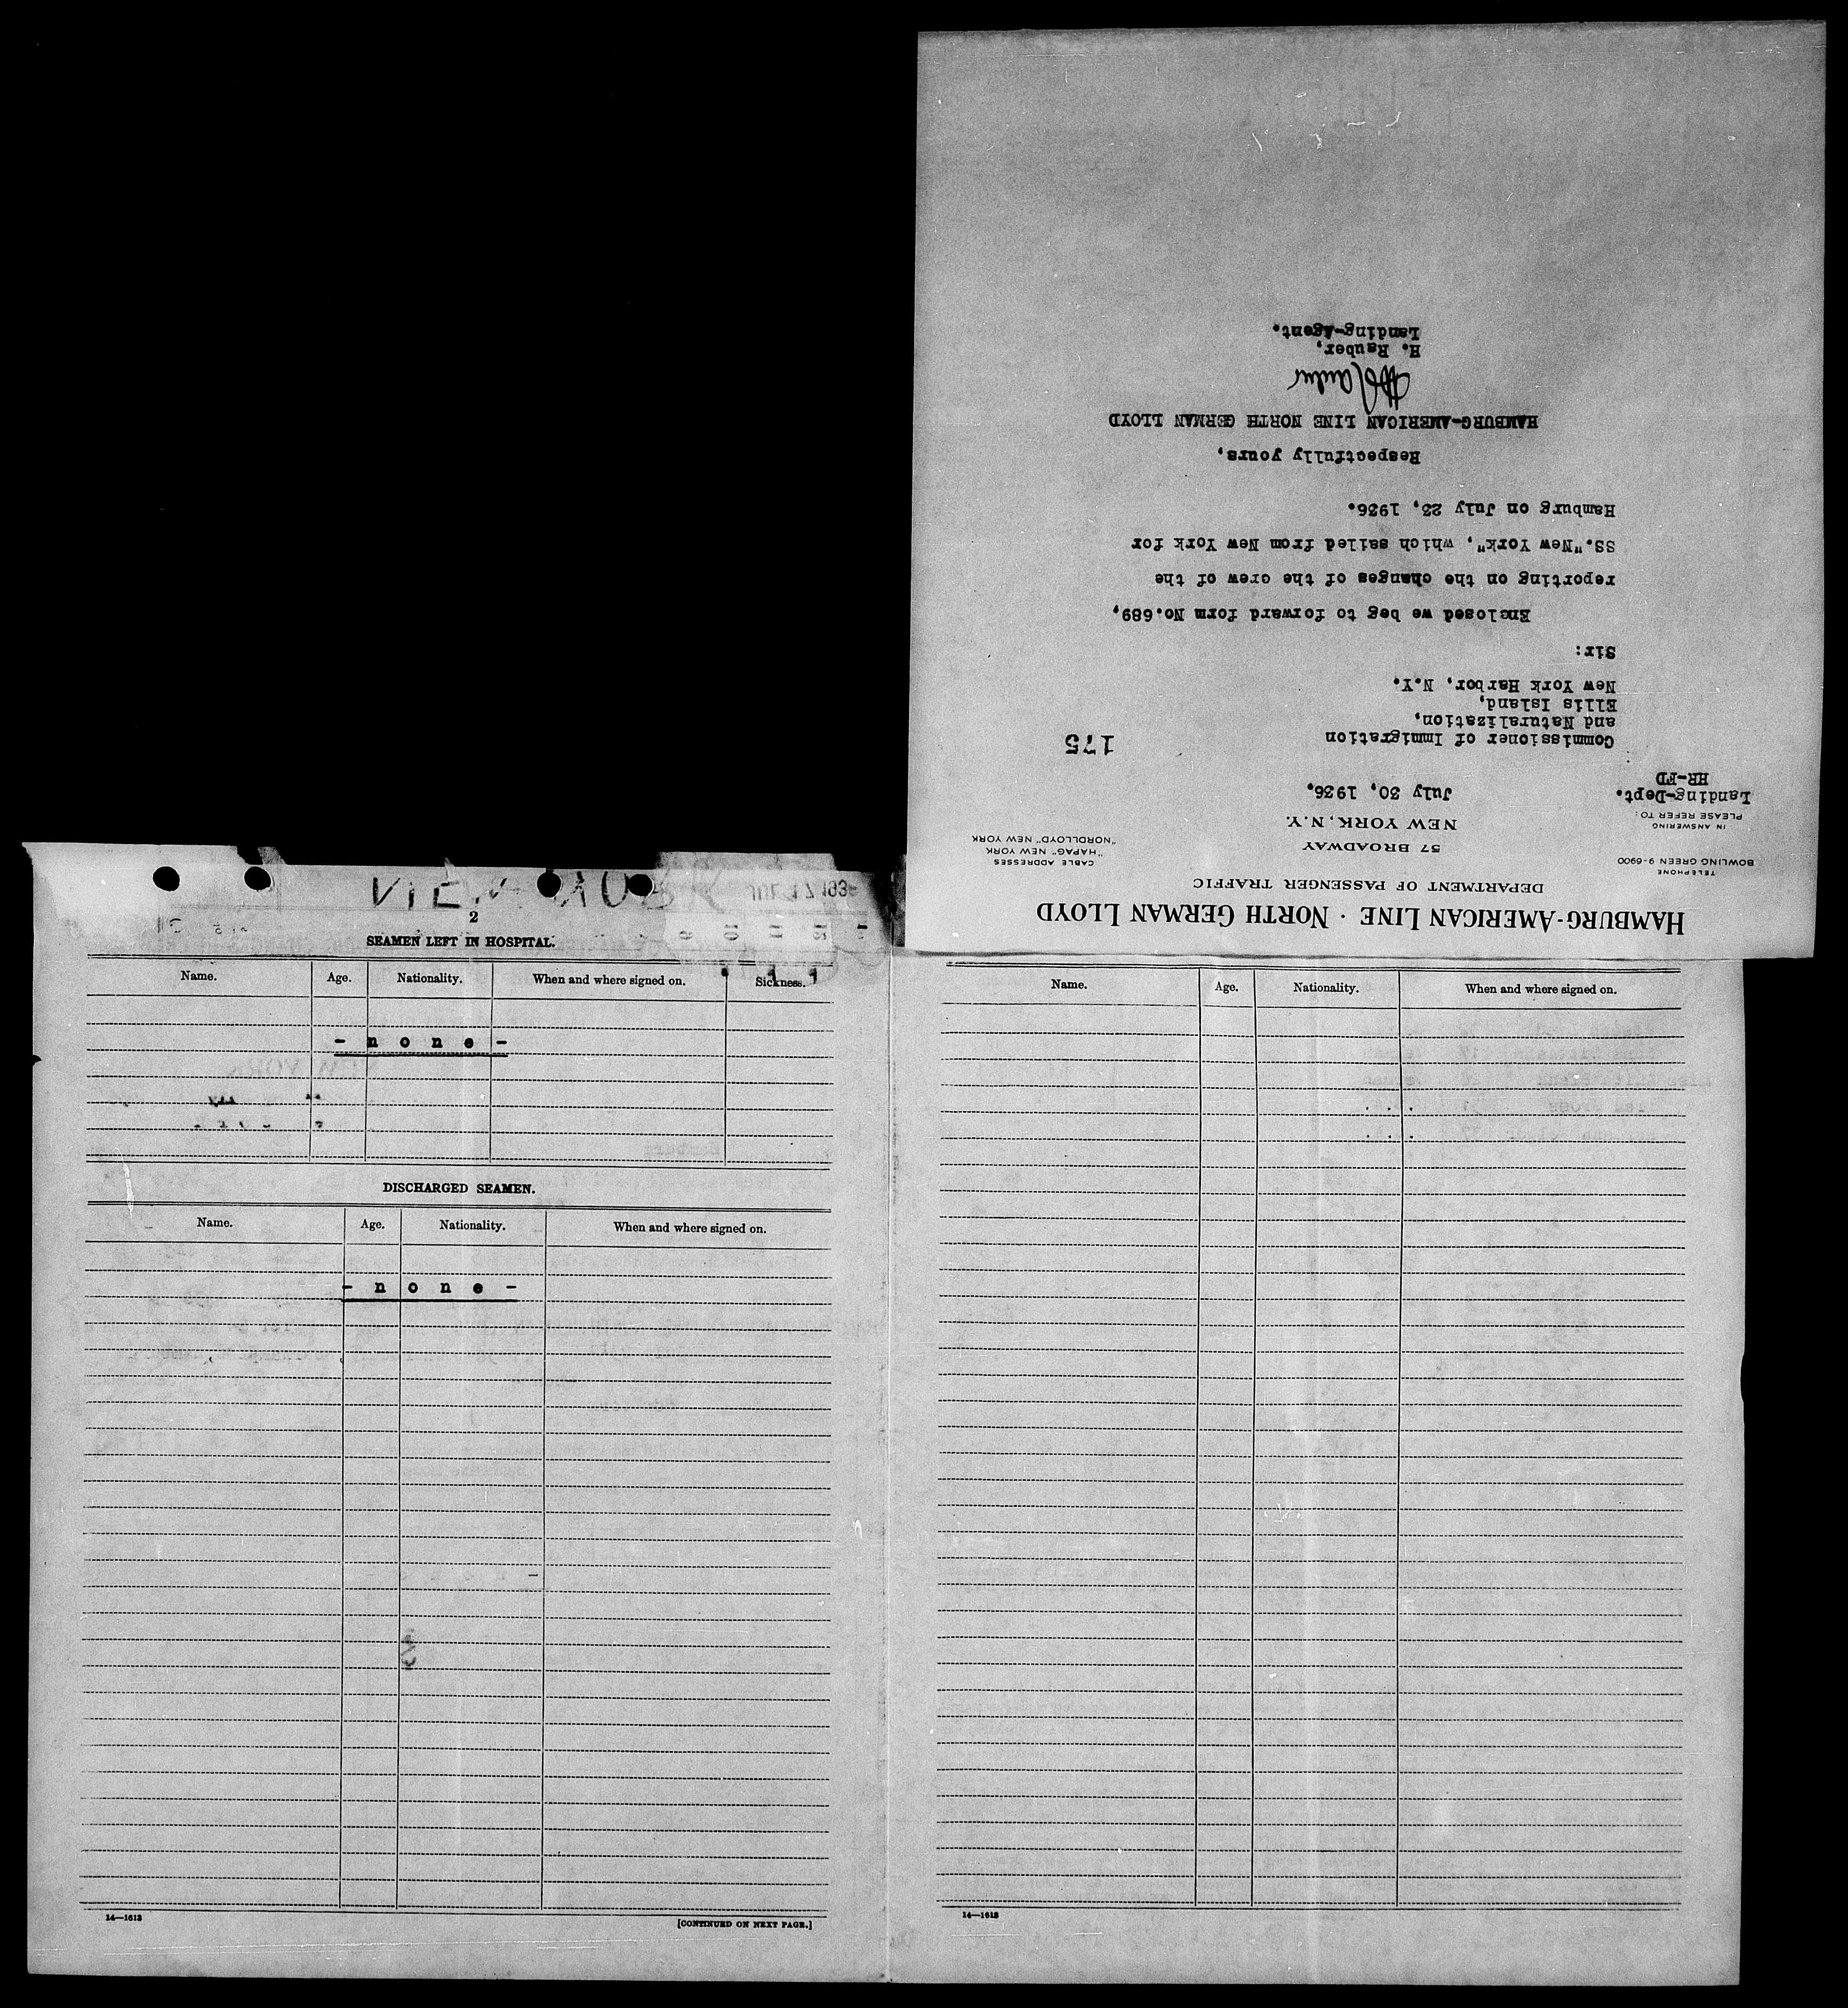 HAMBURG-AMERICAN LINE · NORTH GERMAN LLOYD
DEPARTMENT OF PASSENGER TRAFFIC
TELEPHONE
BOWLING GREEN 9-6900
57 BROADWAY
NEW YORK, N.Y.
CABLE ADDRESSES
"HAPAG" NEW YORK
"NORDLLOYD" NEW YORK
IN ANSWERING
PLEASE REFER TO:
Landing-Dept.
HR-FD
July 30, 1936.
175
Commissioner of Immigration
and Naturalization,
Ellis Island,
New York Harbor, N.Y.
Sir:
Enclosed we beg to forward form No.689,
reporting on the changes of the crew of the
SS."New York", which sailed from New York for
Hamburg on July 23, 1936.
Respectfully yours,
HAMBURG-AMERICAN LINE NORTH GERMAN LLOYD
H. Rauber,
Landing-Agent.
JUL 17 193
2
SEAMEN LEFT IN HOSPITAL.
Name. Age. Nationality. When and where signed on. Sickness.
- n o n e -
DISCHARGED SEAMEN.
Name. Age. Nationality. When and where signed on.
- n o n e -
14—1613
[CONTINUED ON NEXT PAGE.]
Name. Age. Nationality. When and where signed on.
14—1613